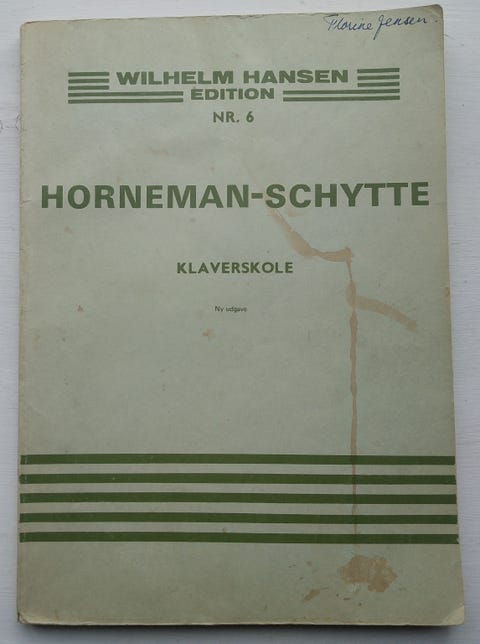 Florine Jensen
WILHELM HANSEN
EDITION
NR. 6
HORNEMAN-SCHYTTE
KLAVERSKOLE
Ny udgave